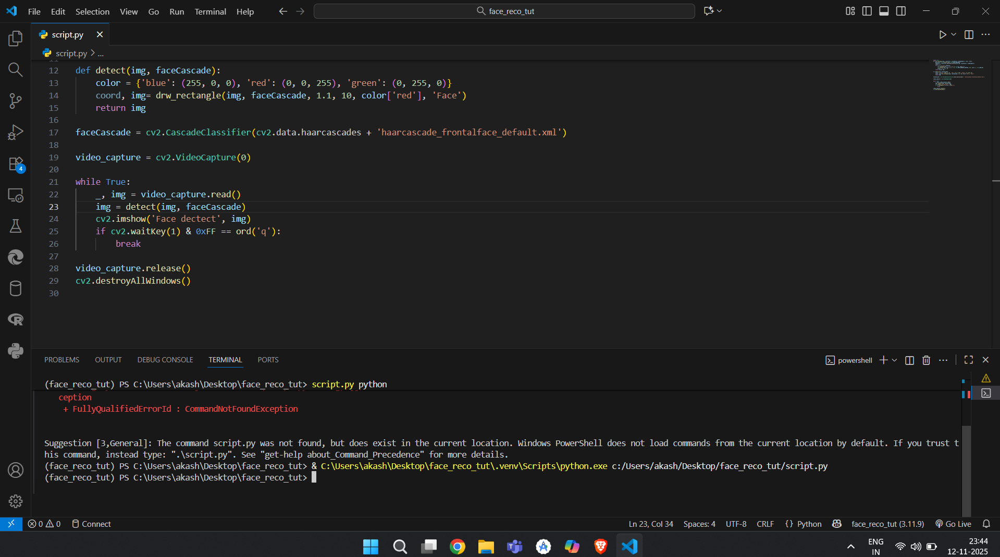 File Edit Selection View Go Run Terminal Help
face_reco_tut
script.py
script.py > ...
12 def detect(img, faceCascade):
13 color = {'blue': (255, 0, 0), 'red': (0, 0, 255), 'green': (0, 255, 0)}
14 coord, img= drw_rectangle(img, faceCascade, 1.1, 10, color['red'], 'Face')
15 return img
16
17 faceCascade = cv2.CascadeClassifier(cv2.data.haarcascades + 'haarcascade_frontalface_default.xml')
18
19 video_capture = cv2.VideoCapture(0)
20
21 while True:
22 _, img = video_capture.read()
23 img = detect(img, faceCascade)
24 cv2.imshow('Face dectect', img)
25 if cv2.waitKey(1) & 0xFF == ord('q'):
26 break
27
28 video_capture.release()
29 cv2.destroyAllWindows()
30
4
PROBLEMS OUTPUT DEBUG CONSOLE TERMINAL PORTS
powershell
(face_reco_tut) PS C:\Users\akash\Desktop\face_reco_tut> script.py python
ception
+ FullyQualifiedErrorId : CommandNotFoundException
Suggestion [3,General]: The command script.py was not found, but does exist in the current location. Windows PowerShell does not load commands from the current location by default. If you trust t
his command, instead type: ".\script.py". See "get-help about_Command_Precedence" for more details.
(face_reco_tut) PS C:\Users\akash\Desktop\face_reco_tut> & C:\Users\akash\Desktop\face_reco_tut\.venv\Scripts\python.exe c:/Users/akash/Desktop/face_reco_tut/script.py
(face_reco_tut) PS C:\Users\akash\Desktop\face_reco_tut>
0 0 Connect
Ln 23, Col 34 Spaces: 4 UTF-8 CRLF {} Python face_reco_tut (3.11.9) Go Live
ENG
IN
23:44
12-11-2025